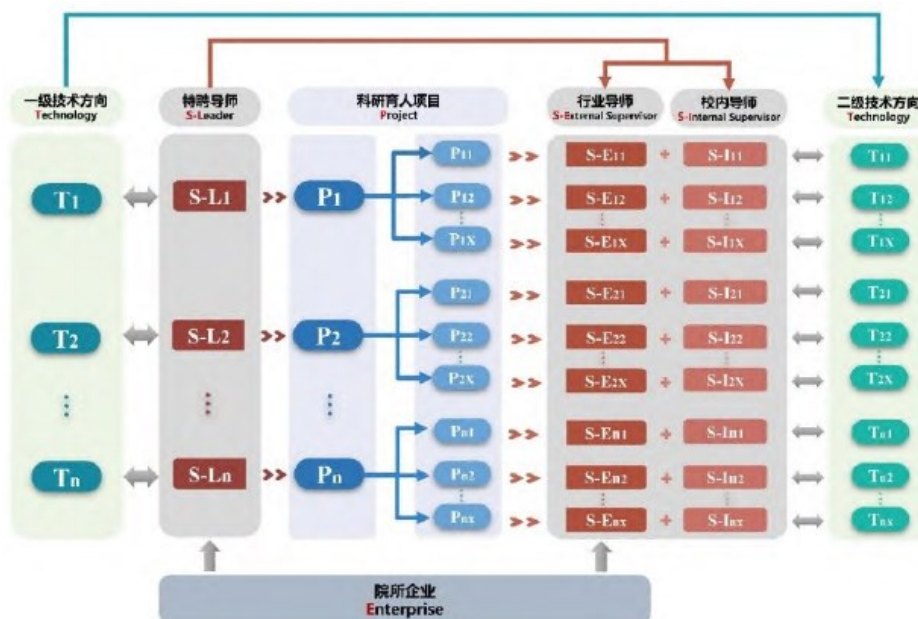 一级技术方向
Technology
特聘导师
S-Leader
科研育人项目
Project
行业导师
S-External Supervisor
校内导师
S-Internal Supervisor
二级技术方向
Technology
T1
S-L1
P1
P11
S-E11
+
S-I11
T11
P12
S-E12
+
S-I12
T12
P1X
S-E1X
+
S-I1X
T1X
T2
S-L2
P2
P21
S-E21
+
S-I21
T21
P22
S-E22
+
S-I22
T22
P2X
S-E2X
+
S-I2X
T2X
Tn
S-Ln
Pn
Pn1
S-En1
+
S-In1
Tn1
Pn2
S-En2
+
S-In2
Tn2
Pnx
S-Enx
+
S-Inx
Tnx
院所企业
Enterprise